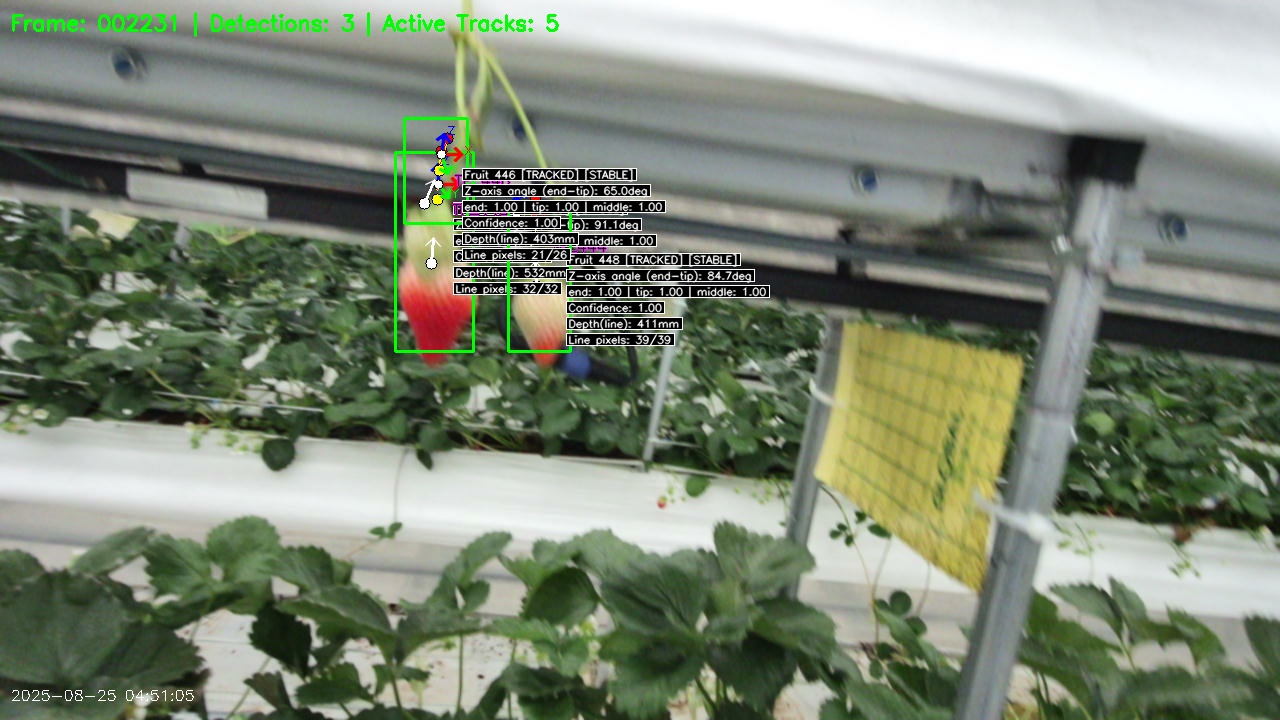 Frame: 002231 | Detections: 3 | Active Tracks: 5
Fruit 446 [TRACKED] [STABLE]
Z-axis angle (end-tip): 65.0deg
end: 1.00 | tip: 1.00 | middle: 1.00
Confidence: 1.00
Depth(line): 403mm
Line pixels: 21/26
ip): 91.1deg
middle: 1.00
Depth(line): 532mm
Line pixels: 32/32
Fruit 448 [TRACKED] [STABLE]
Z-axis angle (end-tip): 84.7deg
end: 1.00 | tip: 1.00 | middle: 1.00
Confidence: 1.00
Depth(line): 411mm
Line pixels: 39/39
2025-08-25 04:51:05